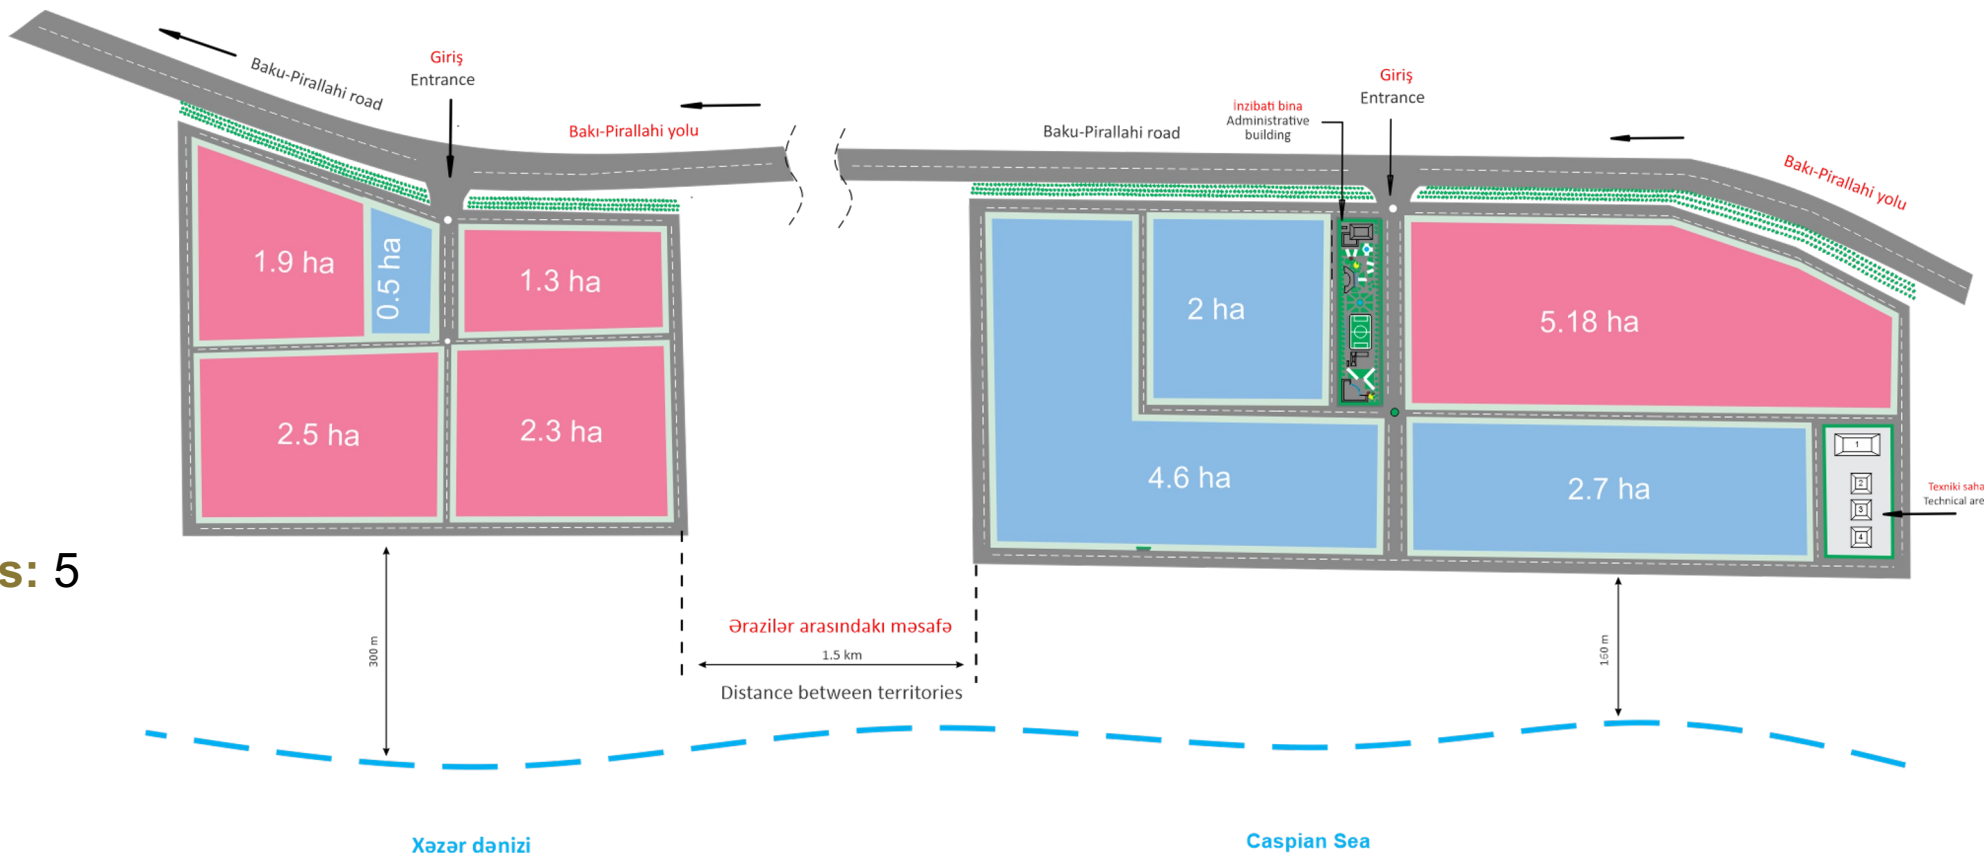 Giriş
Entrance
Baku-Pirallahi road
Bakı-Pirallahi yolu
Giriş
Entrance
İnzibati bina
Administrative
building
Baku-Pirallahi road
Bakı-Pirallahi yolu
1.9 ha
0.5 ha
1.3 ha
2.5 ha
2.3 ha
2 ha
5.18 ha
4.6 ha
2.7 ha
1
2
3
4
Texniki sahə
Technical are
s: 5
300 m
Ərazilər arasındakı məsafə
1.5 km
Distance between territories
160 m
Xəzər dənizi
Caspian Sea